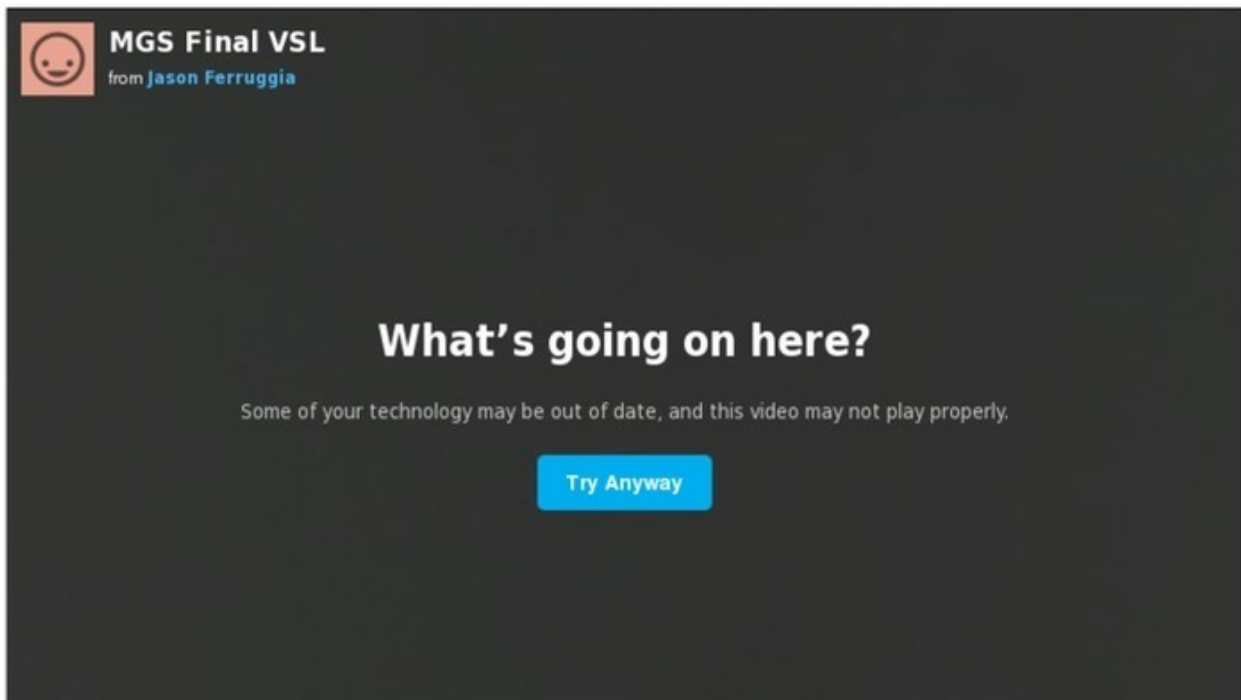 MGS Final VSL
from Jason Ferruggia
What’s going on here?
Some of your technology may be out of date, and this video may not play properly.
Try Anyway